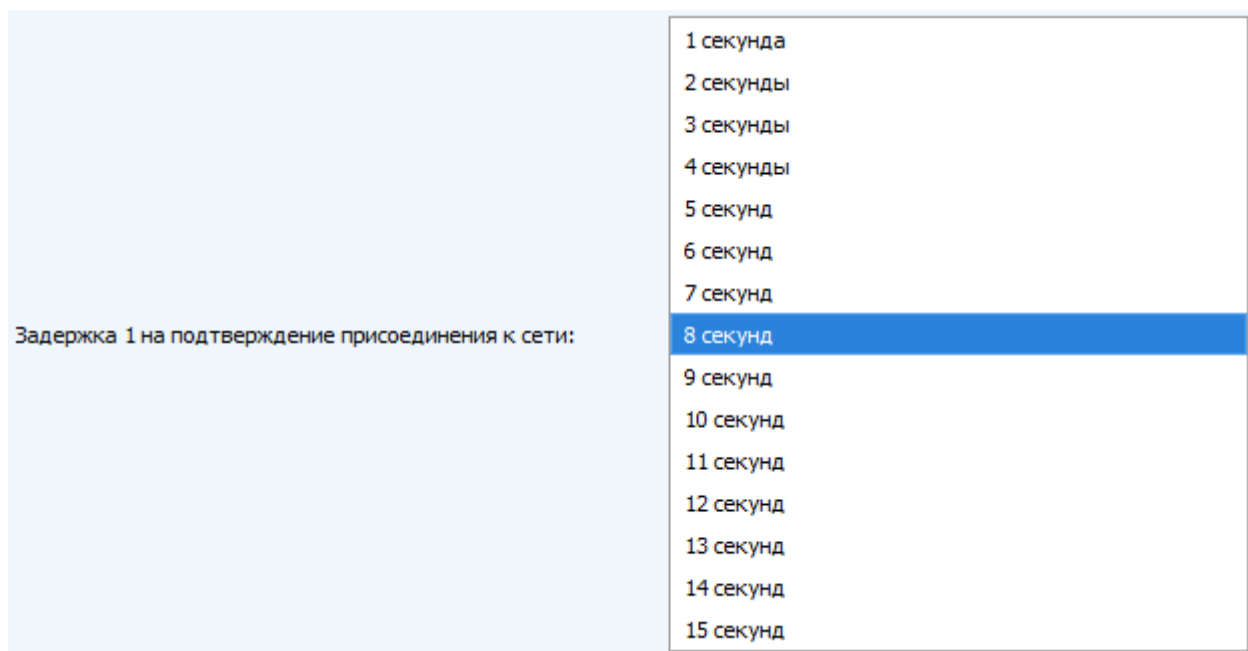 1 секунда
2 секунды
3 секунды
4 секунды
5 секунд
6 секунд
7 секунд
Задержка 1 на подтверждение присоединения к сети:
8 секунд
9 секунд
10 секунд
11 секунд
12 секунд
13 секунд
14 секунд
15 секунд